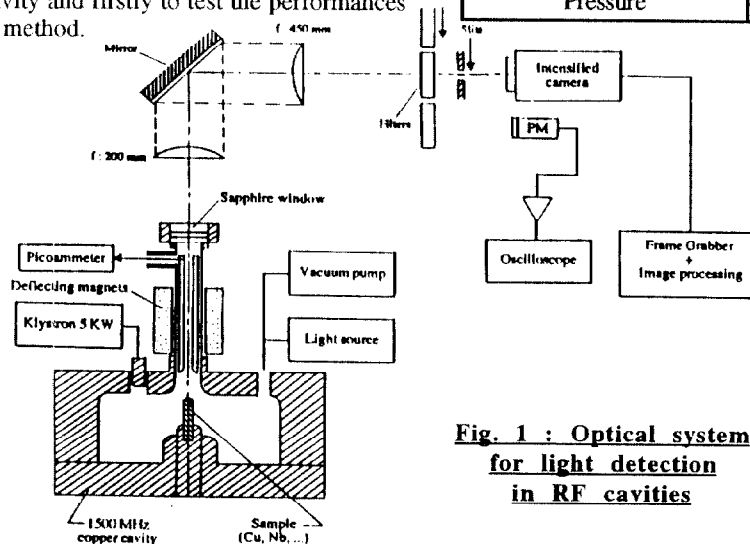 vity and firstly to test the performances
method.
Pressure
Mirror
f : 450 mm
Slits
Intensified
camera
Filters
PM
f : 200 mm
Sapphire window
Picoammeter
Vacuum pump
Oscilloscope
Frame Grabber
+
Image processing
Deflecting magnets
Klystron 5 KW
Light source
Fig. 1 : Optical system
for light detection
in RF cavities
1500 MHz
copper cavity
Sample
(Cu, Nb, ...)